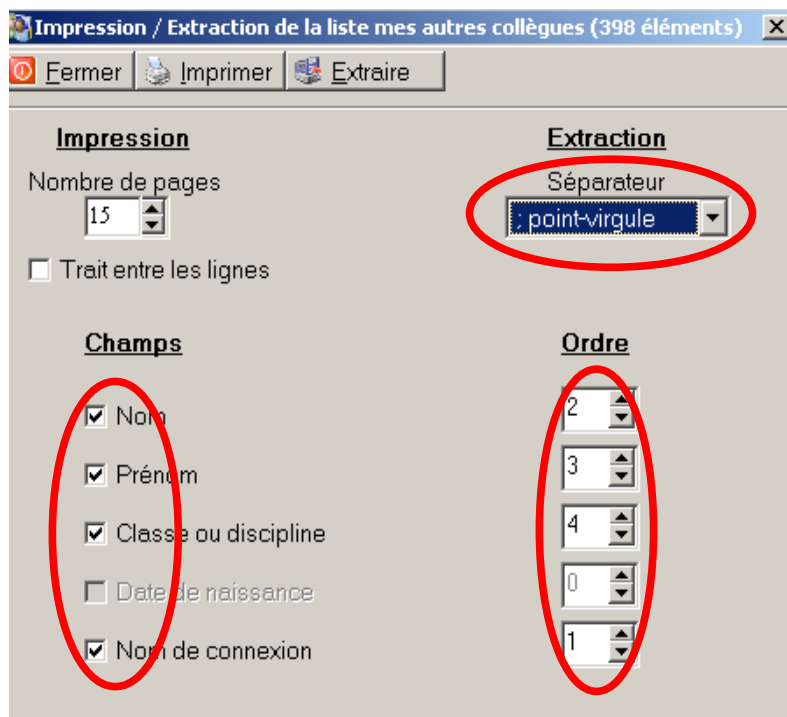 Impression / Extraction de la liste mes autres collègues (398 éléments)
Fermer Imprimer Extraire
Impression Extraction
Nombre de pages Séparateur
15 ; point-virgule
Trait entre les lignes
Champs Ordre
Nom 2
Prénom 3
Classe ou discipline 4
Date de naissance 0
Nom de connexion 1